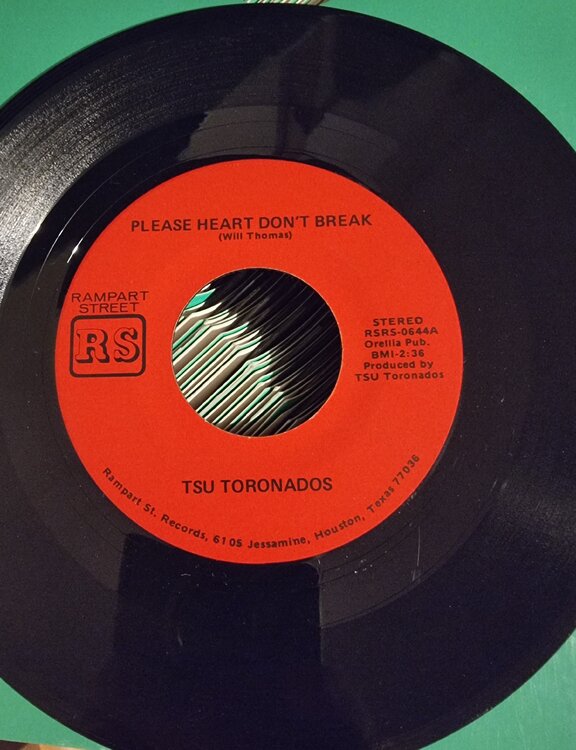 PLEASE HEART DON'T BREAK
(Will Thomas)
RAMPART
STREET
RS
STEREO
RSRS-0644A
Orellia Pub.
BMI-2:36
Produced by
TSU Toronados
TSU TORONADOS
Rampart St. Records, 6105 Jessamine, Houston, Texas 77036